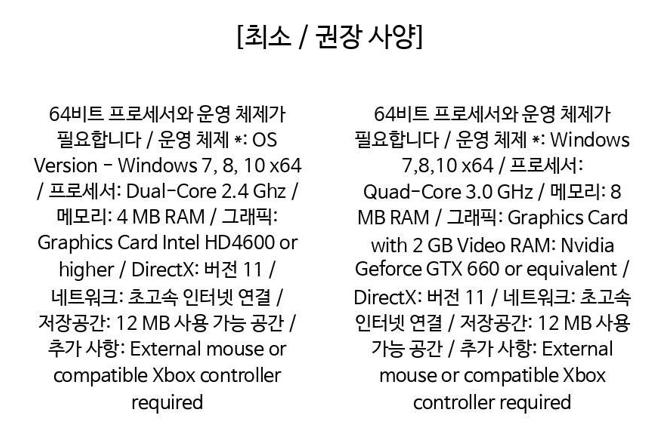 [최소 / 권장 사양]
64비트 프로세서와 운영 체제가
필요합니다 / 운영 체제 *: OS
Version - Windows 7, 8, 10 x64
/ 프로세서: Dual-Core 2.4 Ghz /
메모리: 4 MB RAM / 그래픽:
Graphics Card Intel HD4600 or
higher / DirectX: 버전 11 /
네트워크: 초고속 인터넷 연결 /
저장공간: 12 MB 사용 가능 공간 /
추가 사항: External mouse or
compatible Xbox controller
required
64비트 프로세서와 운영 체제가
필요합니다 / 운영 체제 *: Windows
7,8,10 x64 / 프로세서:
Quad-Core 3.0 GHz / 메모리: 8
MB RAM / 그래픽: Graphics Card
with 2 GB Video RAM: Nvidia
Geforce GTX 660 or equivalent /
DirectX: 버전 11 / 네트워크: 초고속
인터넷 연결 / 저장공간: 12 MB 사용
가능 공간 / 추가 사항: External
mouse or compatible Xbox
controller required